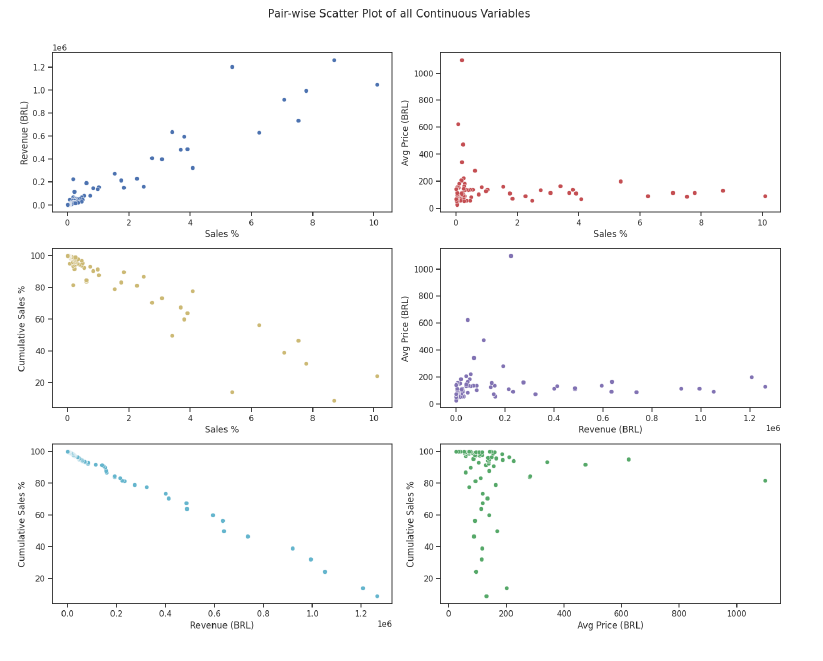 Pair-wise Scatter Plot of all Continuous Variables
1e6
1.2
1.0
0.8
0.6
0.4
0.2
0.0
Revenue (BRL)
0 2 4 6 8 10
Sales %
1000
800
600
400
200
0
Avg Price (BRL)
0 2 4 6 8 10
Sales %
100
80
60
40
20
Cumulative Sales %
0 2 4 6 8 10
Sales %
1000
800
600
400
200
0
Avg Price (BRL)
0.0 0.2 0.4 0.6 0.8 1.0 1.2
Revenue (BRL)
1e6
100
80
60
40
20
Cumulative Sales %
0.0 0.2 0.4 0.6 0.8 1.0 1.2
Revenue (BRL)
1e6
100
80
60
40
20
Cumulative Sales %
0 200 400 600 800 1000
Avg Price (BRL)